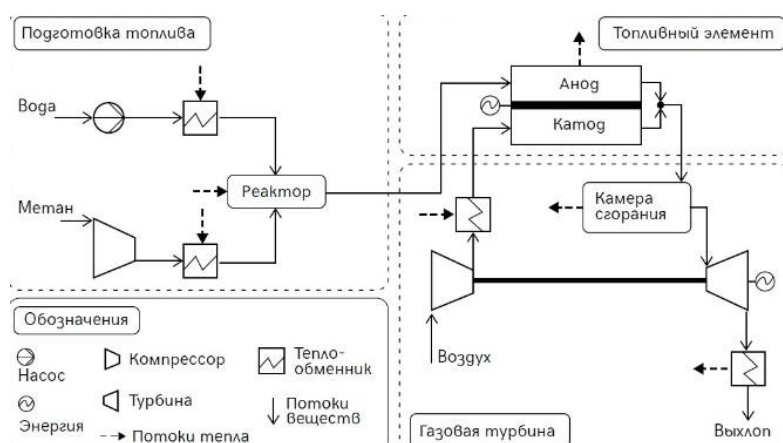 Подготовка топлива
Топливный элемент
Вода
Метан
Реактор
Анод
Катод
Камера
сгорания
Воздух
Выхлоп
Газовая турбина
Обозначения
Насос
Энергия
Компрессор
Турбина
Потоки тепла
Тепло-
обменник
Потоки
веществ